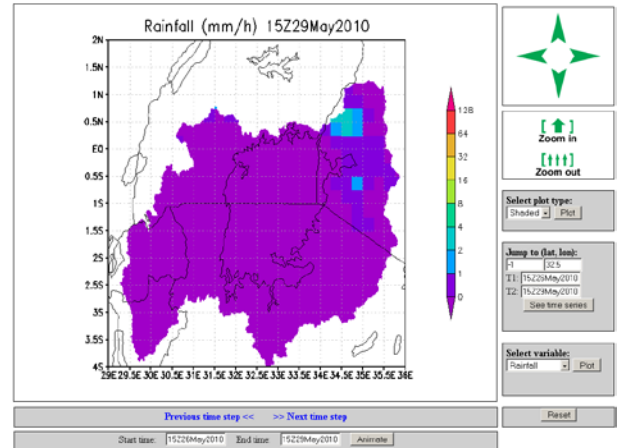 Rainfall (mm/h) 15Z29May2010
2N
1.5N
1N
0.5N
EQ
0.5S
1S
1.5S
2S
2.5S
3S
3.5S
4S
29E 29.5E 30E 30.5E 31E 31.5E 32E 32.5E 33E 33.5E 34E 34.5E 35E 35.5E 36E
128
64
32
16
8
4
2
1
0
Previous time step << >> Next time step
Start time: 15Z26May2010 End time 15Z29May2010 Animate
Zoom in
Zoom out
Select plot type:
Shaded Plot
Jump to (lat, lon):
-1 32.5
T1: 15Z26May2010
T2: 15Z29May2010
See time series
Select variable:
Rainfall Plot
Reset